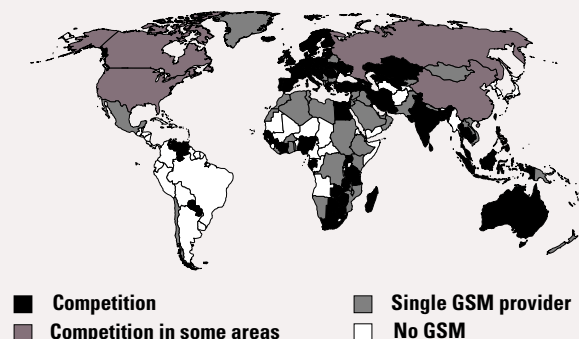 Competition
Single GSM provider
Competition in some areas
No GSM